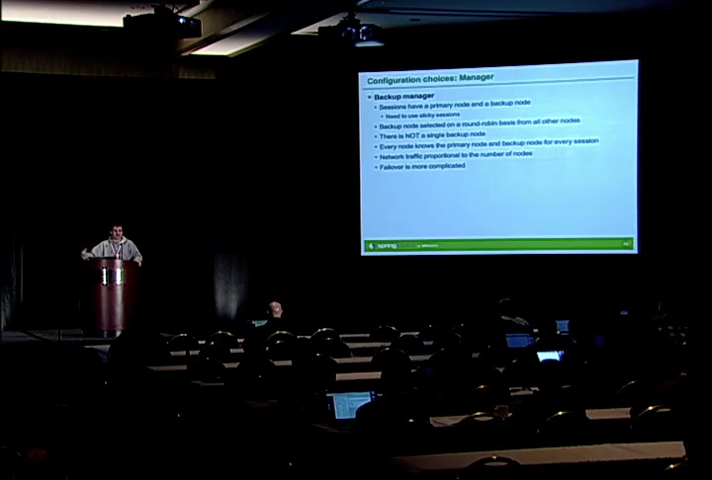 Configuration choices: Manager
Backup manager
Sessions have a primary node and a backup node
Need to use sticky sessions
Backup node selected on a round-robin basis from all other nodes
There is NOT a single backup node
Every node knows the primary node and backup node for every session
Network traffic proportional to the number of nodes
Failover is more complicated
spring